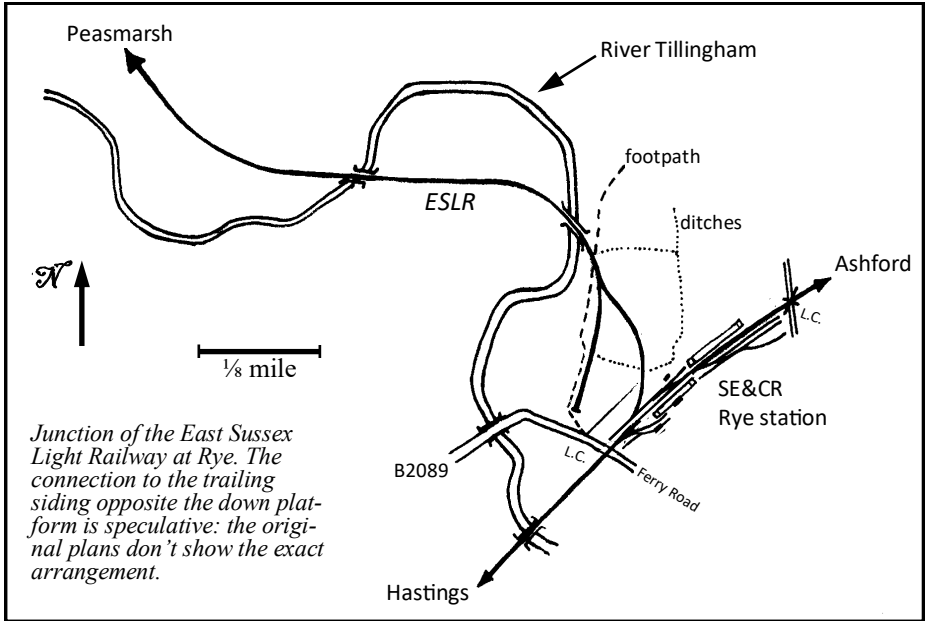 Peasmarsh
River Tillingham
footpath
ESLR
ditches
Ashford
N
L.C.
⅛ mile
SE&CR
Rye station
Junction of the East Sussex
Light Railway at Rye. The
connection to the trailing
siding opposite the down plat-
form is speculative: the origi-
nal plans don't show the exact
arrangement.
L.C.
B2089
Ferry Road
Hastings